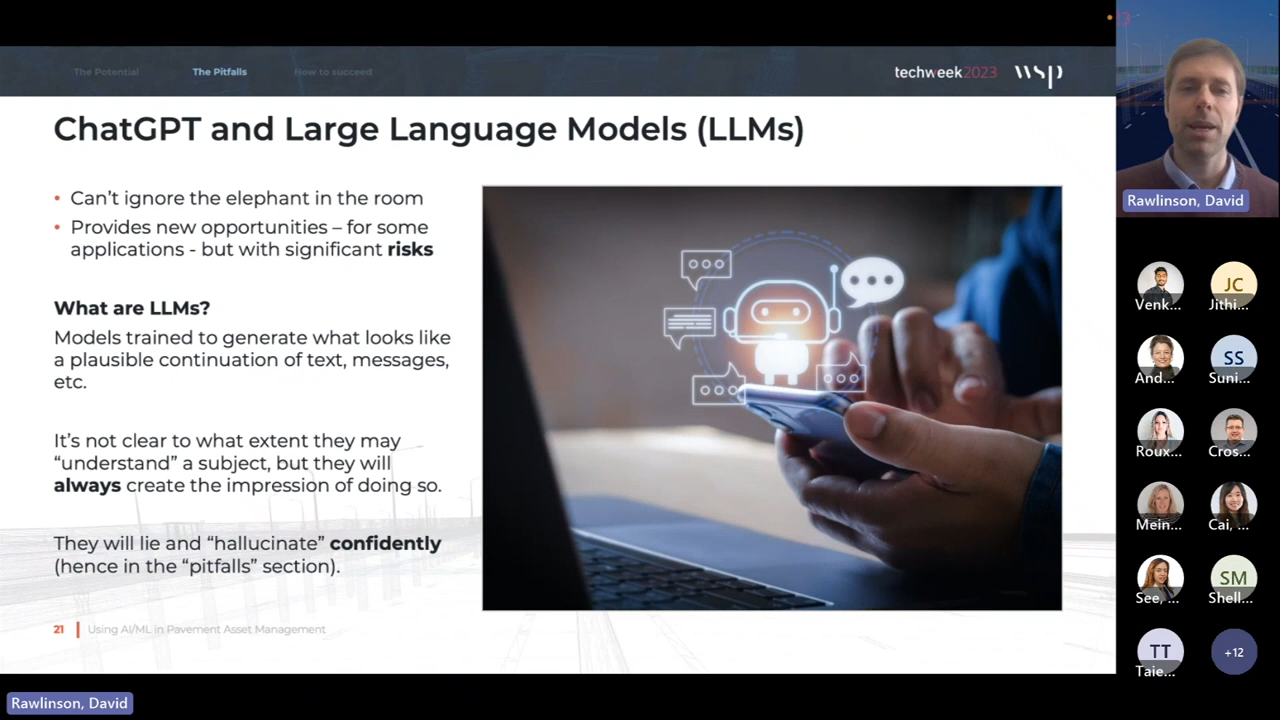 The Potential
The Pitfalls
How to succeed
techweek2023
wsp
ChatGPT and Large Language Models (LLMs)
• Can’t ignore the elephant in the room
• Provides new opportunities – for some
applications - but with significant risks
What are LLMs?
Models trained to generate what looks like
a plausible continuation of text, messages,
etc.
It’s not clear to what extent they may
“understand” a subject, but they will
always create the impression of doing so.
They will lie and “hallucinate” confidently
(hence in the “pitfalls” section).
21
Using AI/ML in Pavement Asset Management
Rawlinson, David
Venk...
JC
Jithi...
And...
SS
Suni...
Roux...
Cros...
Mein...
Cai, ...
See, ...
SM
Shell...
TT
Taie...
+12
Rawlinson, David